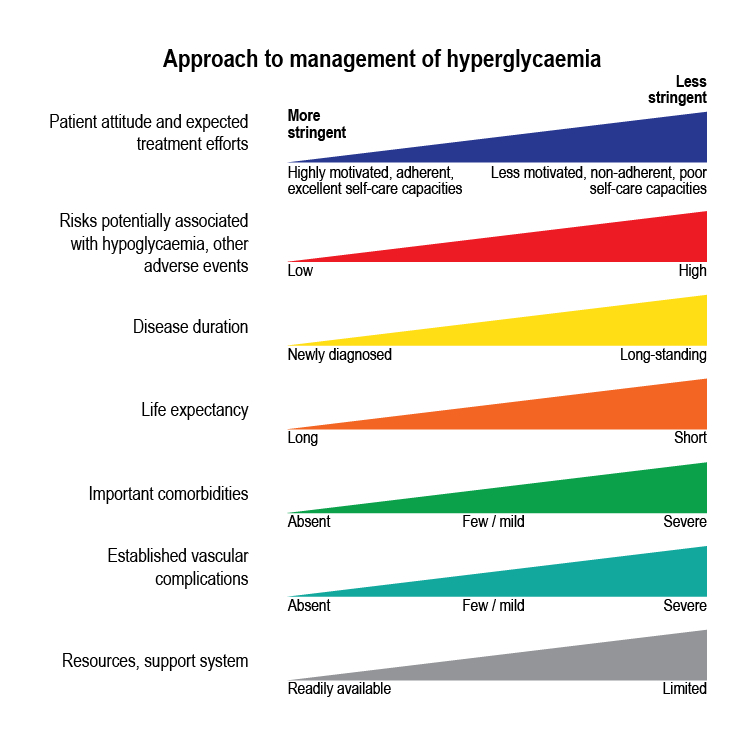 Approach to management of hyperglycaemia
Less
stringent
More
stringent
Patient attitude and expected
treatment efforts
Highly motivated, adherent,
excellent self-care capacities
Less motivated, non-adherent, poor
self-care capacities
Risks potentially associated
with hypoglycaemia, other
adverse events
Low
High
Disease duration
Newly diagnosed
Long-standing
Life expectancy
Long
Short
Important comorbidities
Absent
Few / mild
Severe
Established vascular
complications
Absent
Few / mild
Severe
Resources, support system
Readily available
Limited